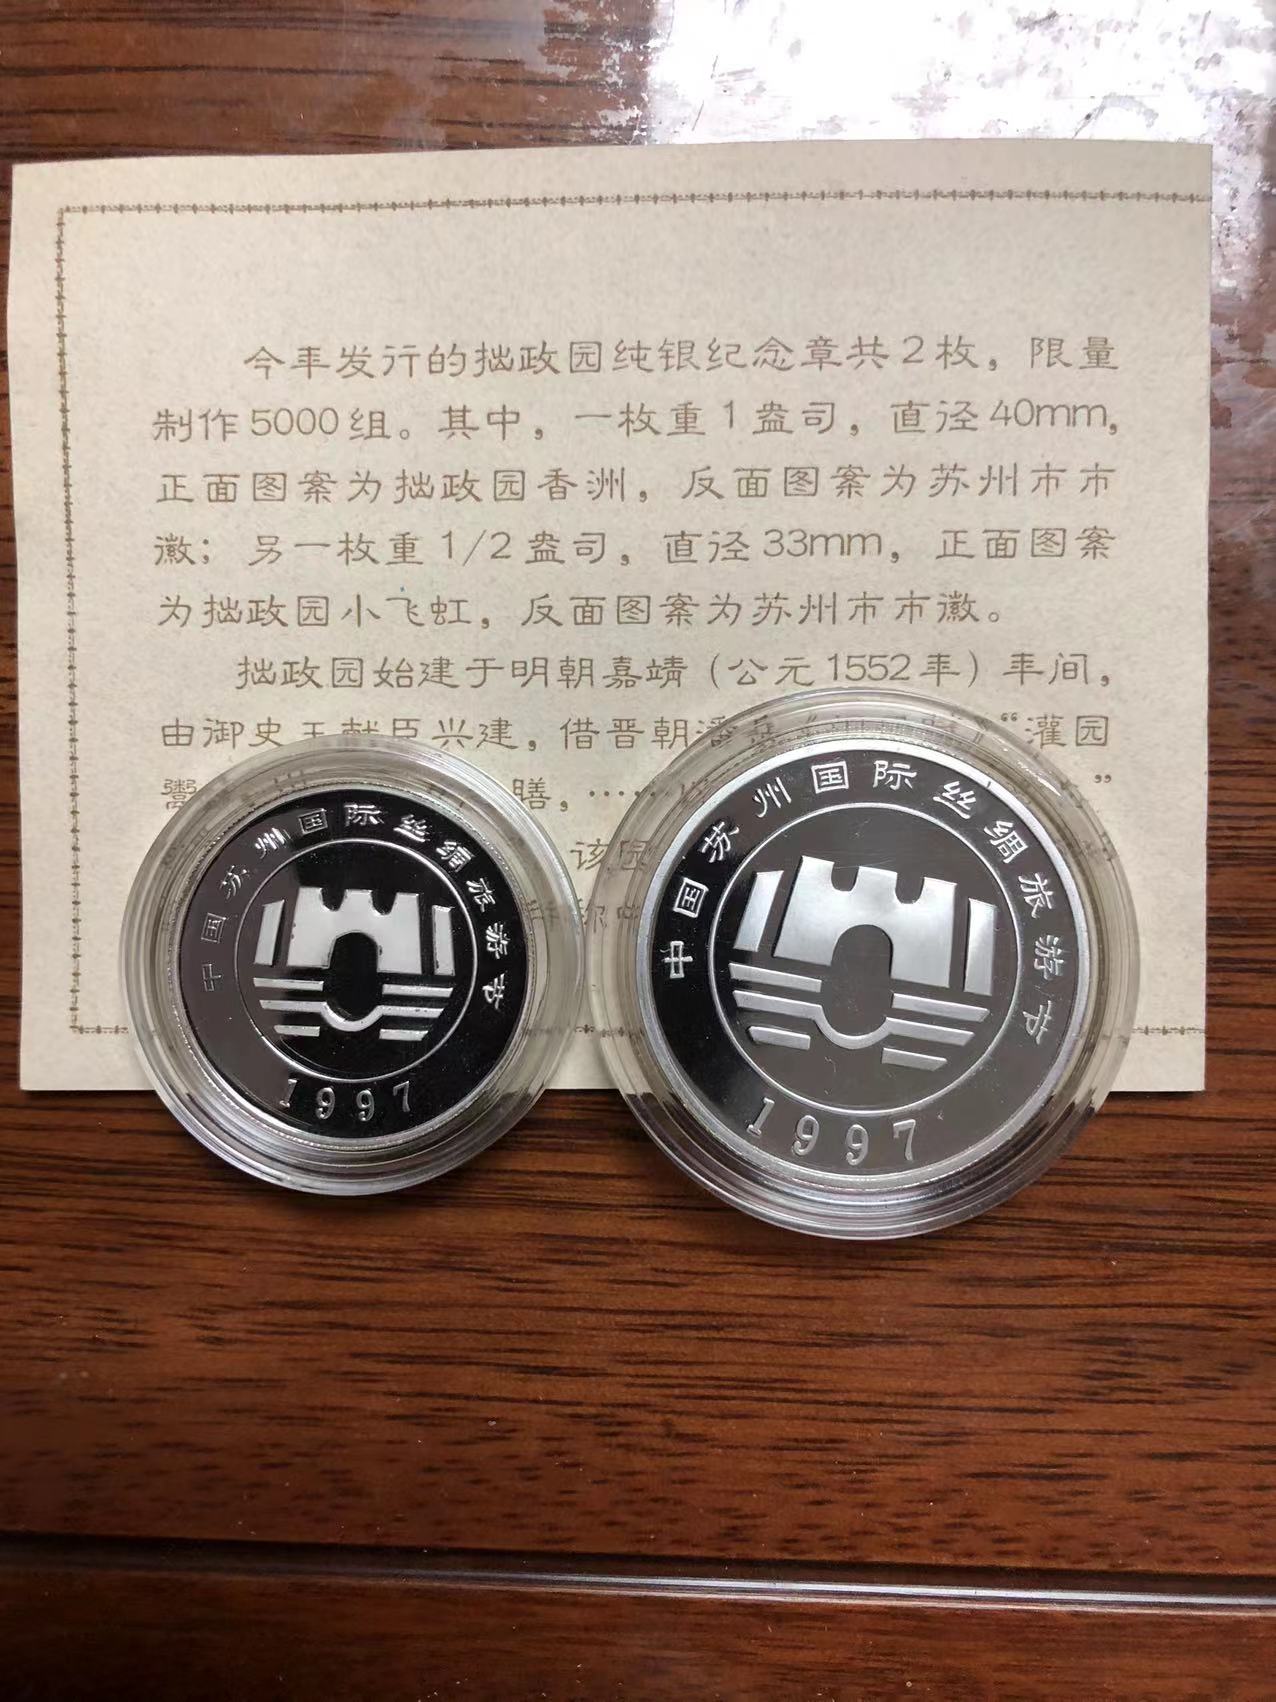 今年发行的拙政园纯银纪念章共2枚，限量
制作5000组。其中，一枚重1盎司，直径40mm,
正面图案为拙政园香洲，反面图案为苏州市市
徽；另一枚重1/2盎司，直径33mm，正面图案
为拙政园小飞虹，反面图案为苏州市市徽。
拙政园始建于明朝嘉靖（公元1552年）年间，
由御史王献臣兴建，借晋朝潘岳 》“灌园
鬻 膳，…… ”
该园
中国苏州国际丝绸旅游节
1997
中国苏州国际丝绸旅游节
1997